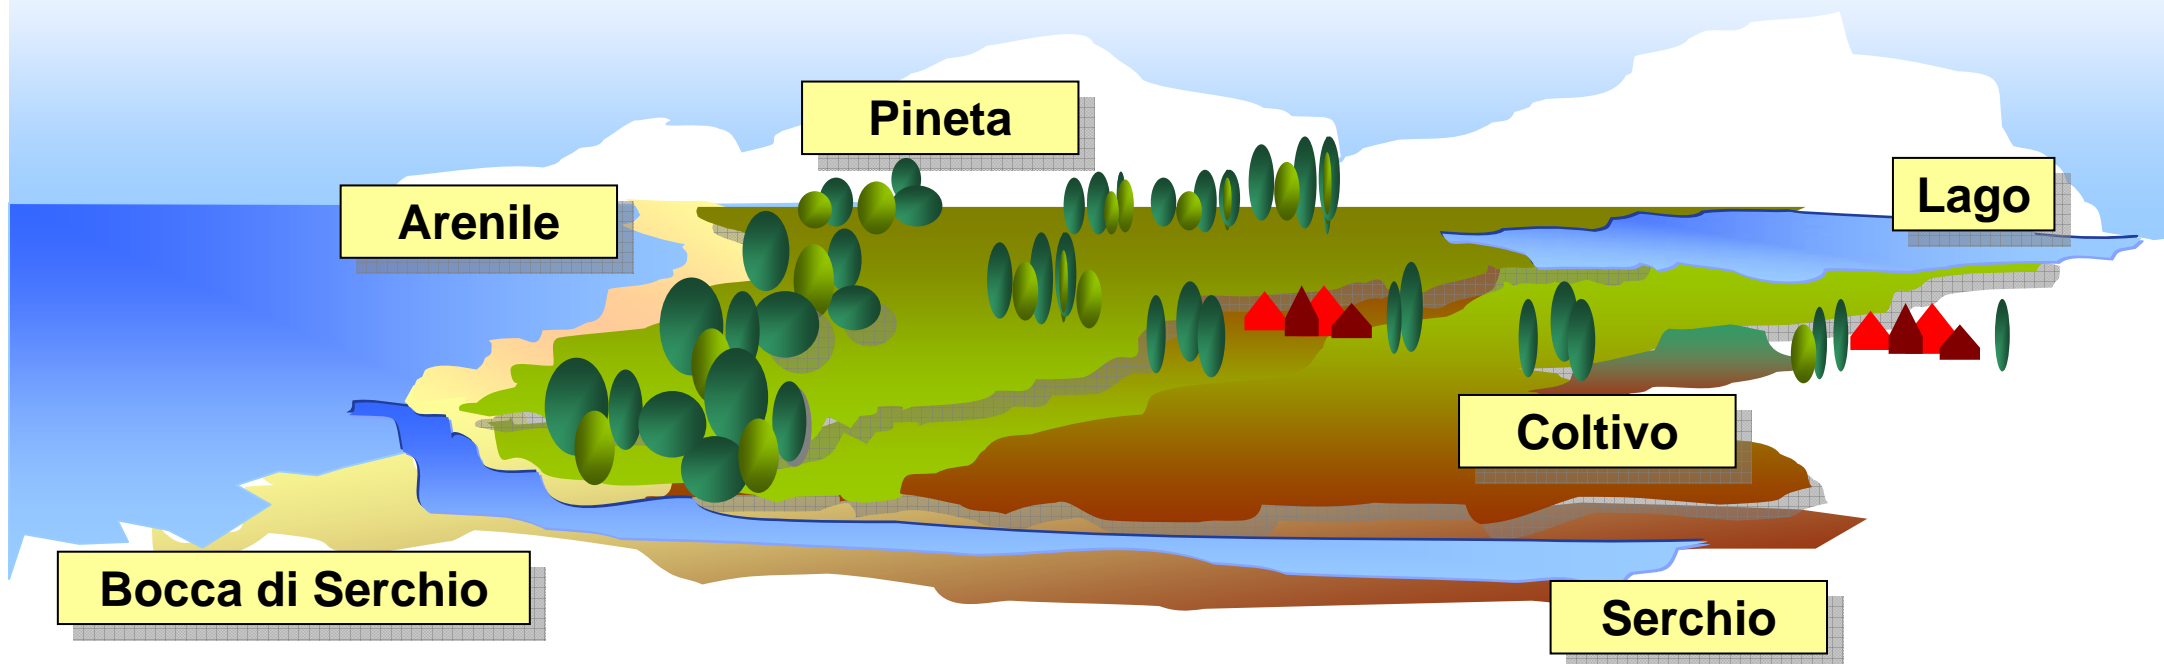 Pineta
Arenile
Lago
Coltivo
Bocca di Serchio
Serchio